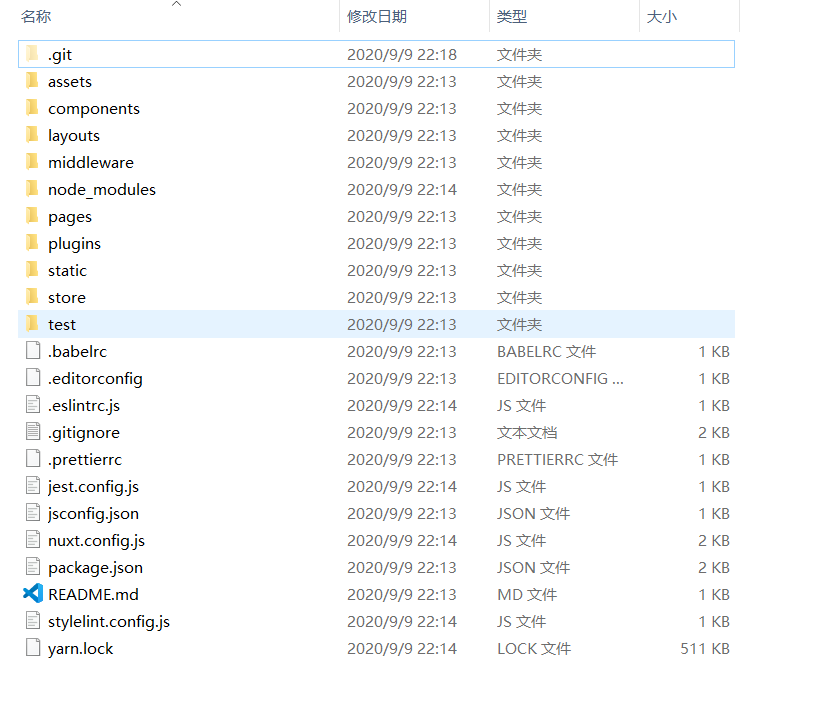 名称 修改日期 类型 大小
.git 2020/9/9 22:18 文件夹
assets 2020/9/9 22:13 文件夹
components 2020/9/9 22:13 文件夹
layouts 2020/9/9 22:13 文件夹
middleware 2020/9/9 22:13 文件夹
node_modules 2020/9/9 22:14 文件夹
pages 2020/9/9 22:13 文件夹
plugins 2020/9/9 22:13 文件夹
static 2020/9/9 22:13 文件夹
store 2020/9/9 22:13 文件夹
test 2020/9/9 22:13 文件夹
.babelrc 2020/9/9 22:13 BABELRC 文件 1 KB
.editorconfig 2020/9/9 22:13 EDITORCONFIG ... 1 KB
.eslintrc.js 2020/9/9 22:14 JS 文件 1 KB
.gitignore 2020/9/9 22:13 文本文档 2 KB
.prettierrc 2020/9/9 22:13 PRETTIERRC 文件 1 KB
jest.config.js 2020/9/9 22:14 JS 文件 1 KB
jsconfig.json 2020/9/9 22:13 JSON 文件 1 KB
nuxt.config.js 2020/9/9 22:14 JS 文件 2 KB
package.json 2020/9/9 22:13 JSON 文件 2 KB
README.md 2020/9/9 22:13 MD 文件 1 KB
stylelint.config.js 2020/9/9 22:14 JS 文件 1 KB
yarn.lock 2020/9/9 22:14 LOCK 文件 511 KB